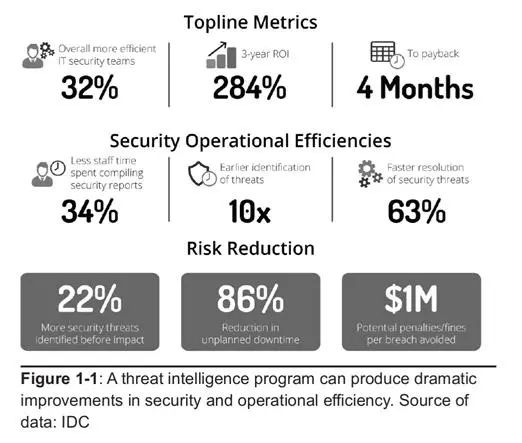 Topline Metrics
Overall more efficient
IT security teams
32%
3-year ROI
284%
To payback
4 Months
Security Operational Efficiencies
Less staff time
spent compiling
security reports
34%
Earlier identification
of threats
10x
Faster resolution
of security threats
63%
Risk Reduction
22%
More security threats
identified before impact
86%
Reduction in
unplanned downtime
$1M
Potential penalties/fines
per breach avoided
Figure 1-1: A threat intelligence program can produce dramatic
improvements in security and operational efficiency. Source of
data: IDC